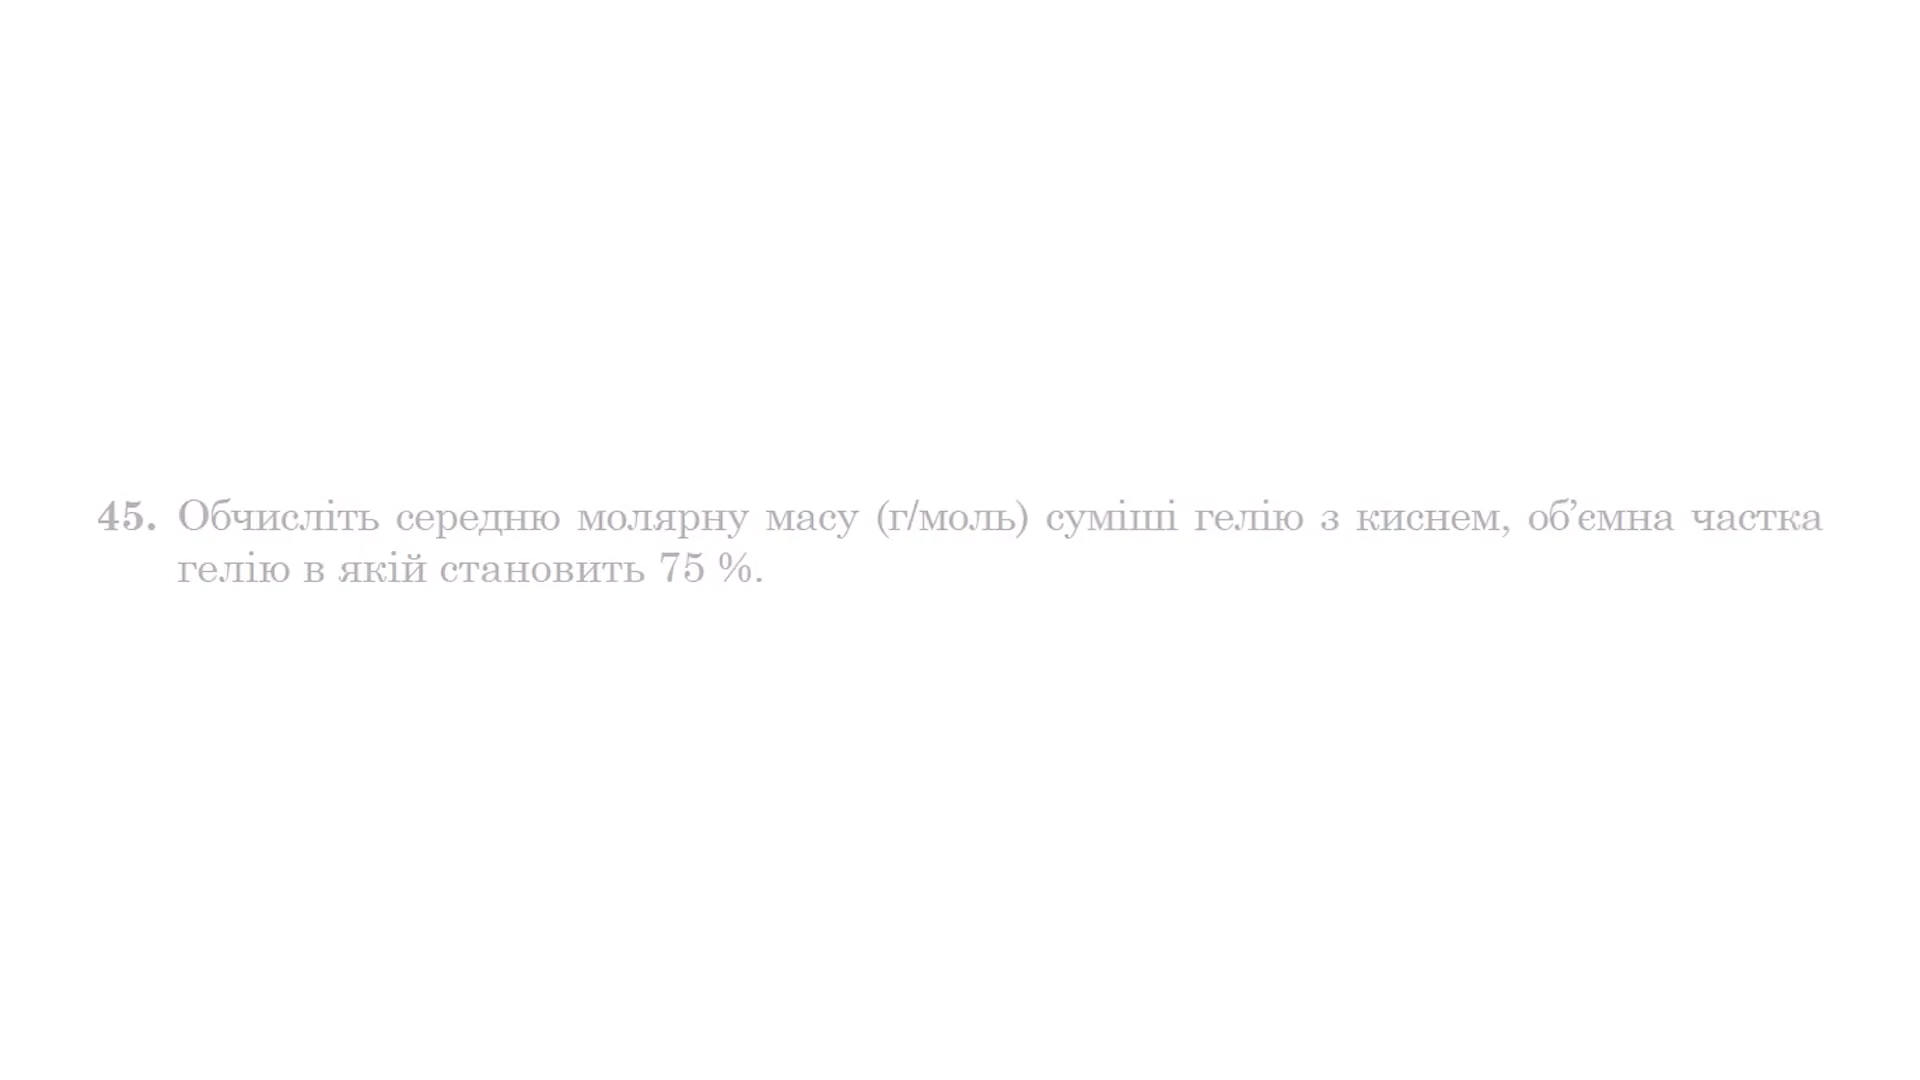 45. Обчисліть середню молярну масу (г/моль) суміші гелію з киснем, об’ємна частка
гелію в якій становить 75 %.